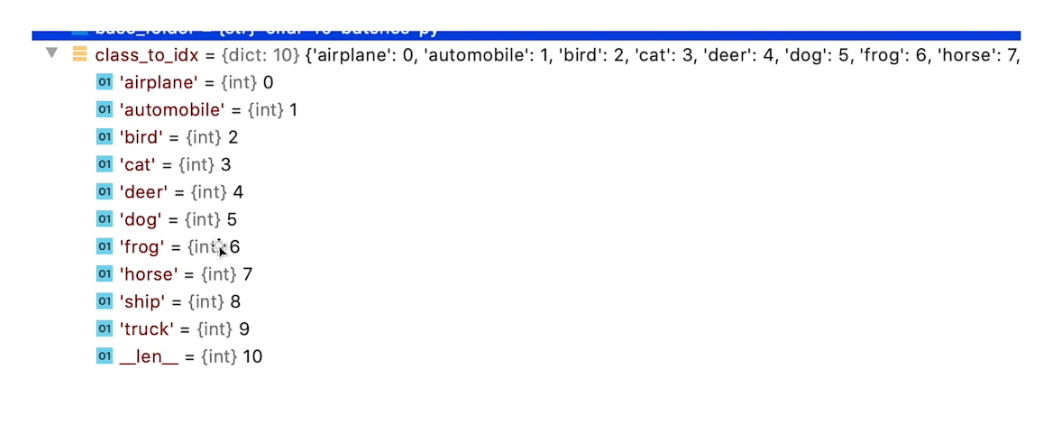 class_to_idx = {dict: 10} {'airplane': 0, 'automobile': 1, 'bird': 2, 'cat': 3, 'deer': 4, 'dog': 5, 'frog': 6, 'horse': 7,
01 'airplane' = {int} 0
01 'automobile' = {int} 1
01 'bird' = {int} 2
01 'cat' = {int} 3
01 'deer' = {int} 4
01 'dog' = {int} 5
01 'frog' = {int} 6
01 'horse' = {int} 7
01 'ship' = {int} 8
01 'truck' = {int} 9
01 __len__ = {int} 10